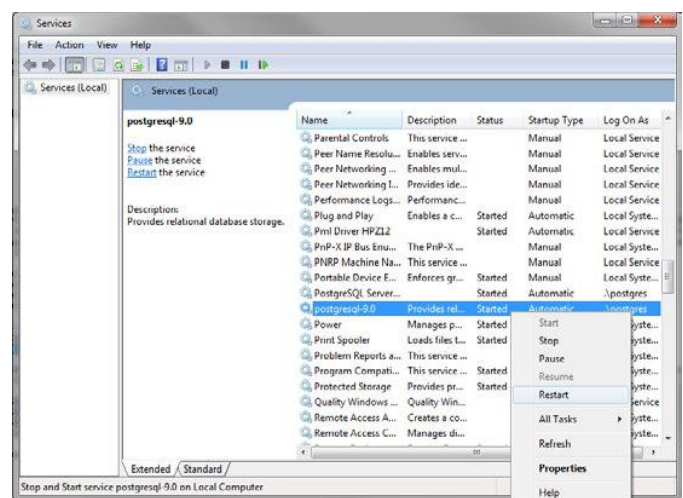 Services
File Action View Help
Services (Local)
Services (Local)
postgresql-9.0
Stop the service
Pause the service
Restart the service
Description:
Provides relational database storage.
Name Description Status Startup Type Log On As
Parental Controls This service ... Manual Local Service
Peer Name Resolu... Enables serv... Manual Local Service
Peer Networking ... Enables mul... Manual Local Service
Peer Networking I... Provides ide... Manual Local Service
Performance Logs... Performanc... Manual Local Service
Plug and Play Enables a c... Started Automatic Local Syste...
Pml Driver HPZ12 Started Automatic Local Service
PnP-X IP Bus Enu... The PnP-X ... Manual Local Syste...
PNRP Machine Na... This service ... Manual Local Service
Portable Device E... Enforces gr... Started Manual Local Syste...
PostgreSQL Server... Started Automatic .\postgres
postgresql-9.0 Provides rel... Started Automatic .\postgres
Power Manages p... Started
Print Spooler Loads files t... Started
Problem Reports a... This service ...
Program Compati... This service ... Started
Protected Storage Provides pr... Started
Quality Windows ... Quality Win...
Remote Access A... Creates a co...
Remote Access C... Manages di...
Start
Stop
Pause
Resume
Restart
All Tasks
Refresh
Properties
Help
Extended Standard
Stop and Start service postgresql-9.0 on Local Computer